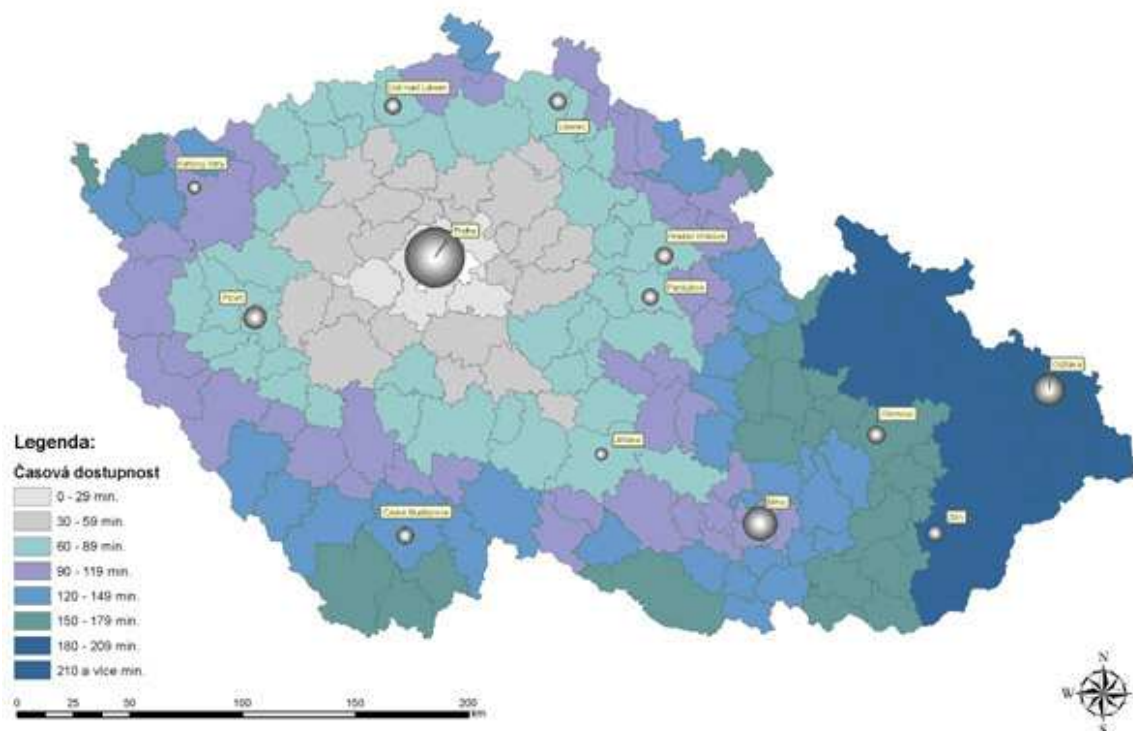 Ústí nad Labem
Liberec
Karlovy Vary
Praha
Hradec Králové
Pardubice
Plzeň
Ostrava
Olomouc
Jihlava
Brno
České Budějovice
Zlín
Legenda:
Časová dostupnost
0 - 29 min.
30 - 59 min.
60 - 89 min.
90 - 119 min.
120 - 149 min.
150 - 179 min.
180 - 209 min.
210 a více min.
0 25 50 100 150 200
km
N
W E
S